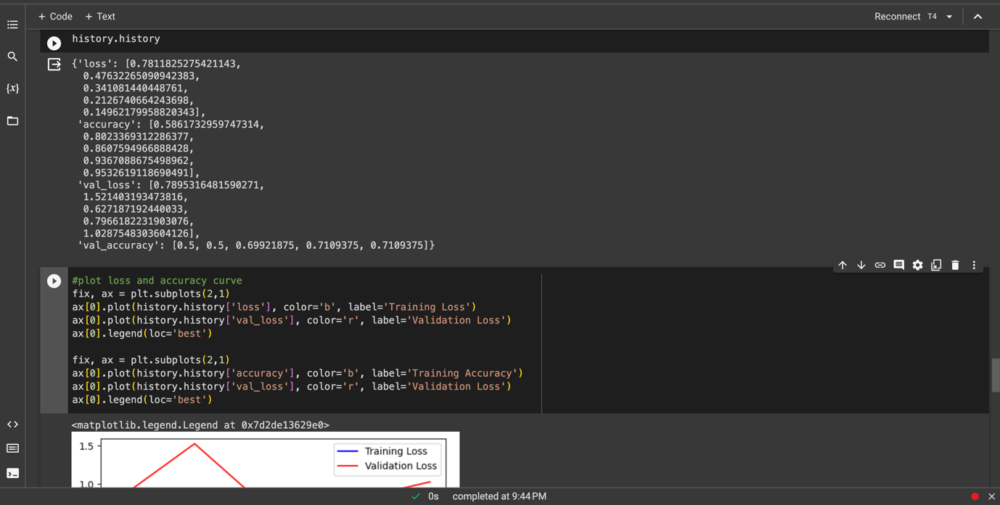 + Code + Text Reconnect T4
history.history
{'loss': [0.7811825275421143,
0.47632265090942383,
0.341081440448761,
0.2126740664243698,
0.14962179958820343],
'accuracy': [0.5861732959747314,
0.8023369312286377,
0.8607594966888428,
0.9367088675498962,
0.9532619118690491],
'val_loss': [0.7895316481590271,
1.521403193473816,
0.627187192440033,
0.7966182231903076,
1.0287548303604126],
'val_accuracy': [0.5, 0.5, 0.69921875, 0.7109375, 0.7109375]}
{x}
#plot loss and accuracy curve
fix, ax = plt.subplots(2,1)
ax[0].plot(history.history['loss'], color='b', label='Training Loss')
ax[0].plot(history.history['val_loss'], color='r', label='Validation Loss')
ax[0].legend(loc='best')
fix, ax = plt.subplots(2,1)
ax[0].plot(history.history['accuracy'], color='b', label='Training Accuracy')
ax[0].plot(history.history['val_loss'], color='r', label='Validation Loss')
ax[0].legend(loc='best')
<matplotlib.legend.Legend at 0x7d2de13629e0>
1.5
Training Loss
Validation Loss
1.0
0s completed at 9:44 PM